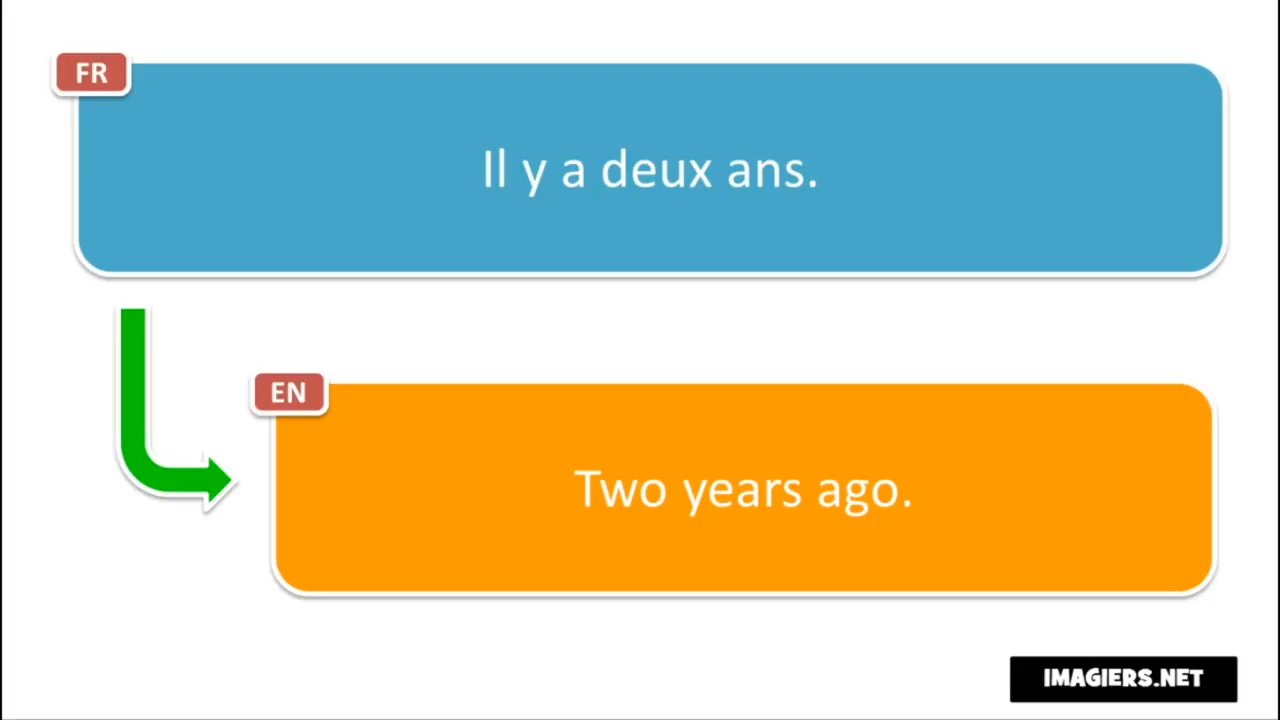 FR
Il y a deux ans.
EN
Two years ago.
IMAGIERS.NET